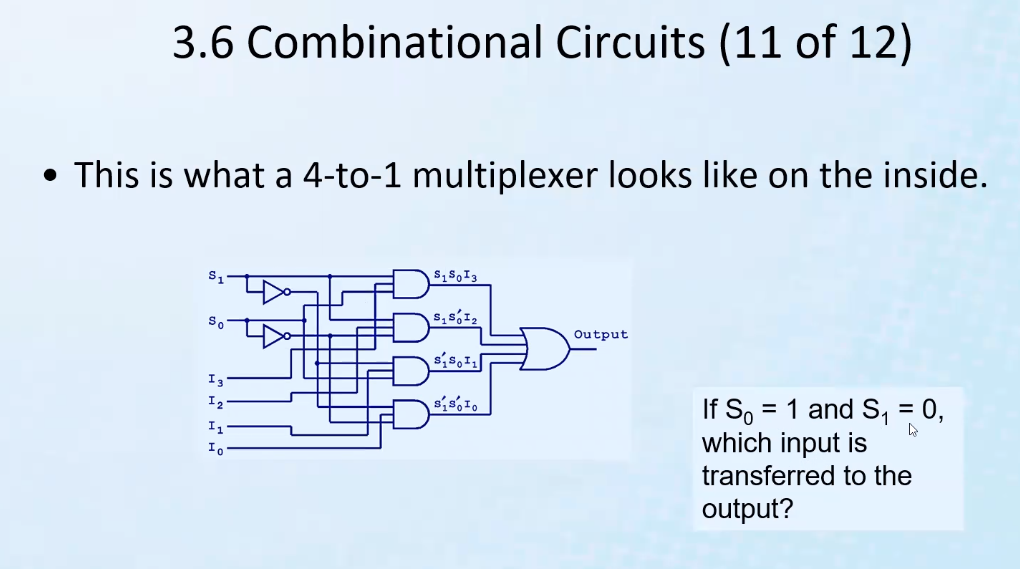 3.6 Combinational Circuits (11 of 12)
• This is what a 4-to-1 multiplexer looks like on the inside.
S₁
S₀
I₃
I₂
I₁
I₀
S₁S₀I₃
S₁S₀′I₂
S₁′S₀I₁
S₁′S₀′I₀
Output
If S₀ = 1 and S₁ = 0,
which input is
transferred to the
output?